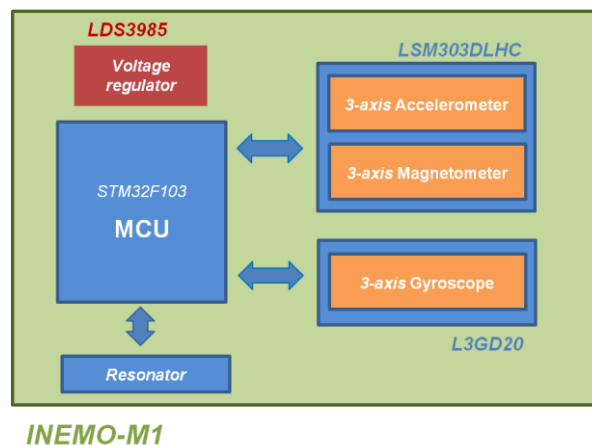 LDS3985
Voltage
regulator
LSM303DLHC
3-axis Accelerometer
3-axis Magnetometer
STM32F103
MCU
3-axis Gyroscope
L3GD20
Resonator
INEMO-M1